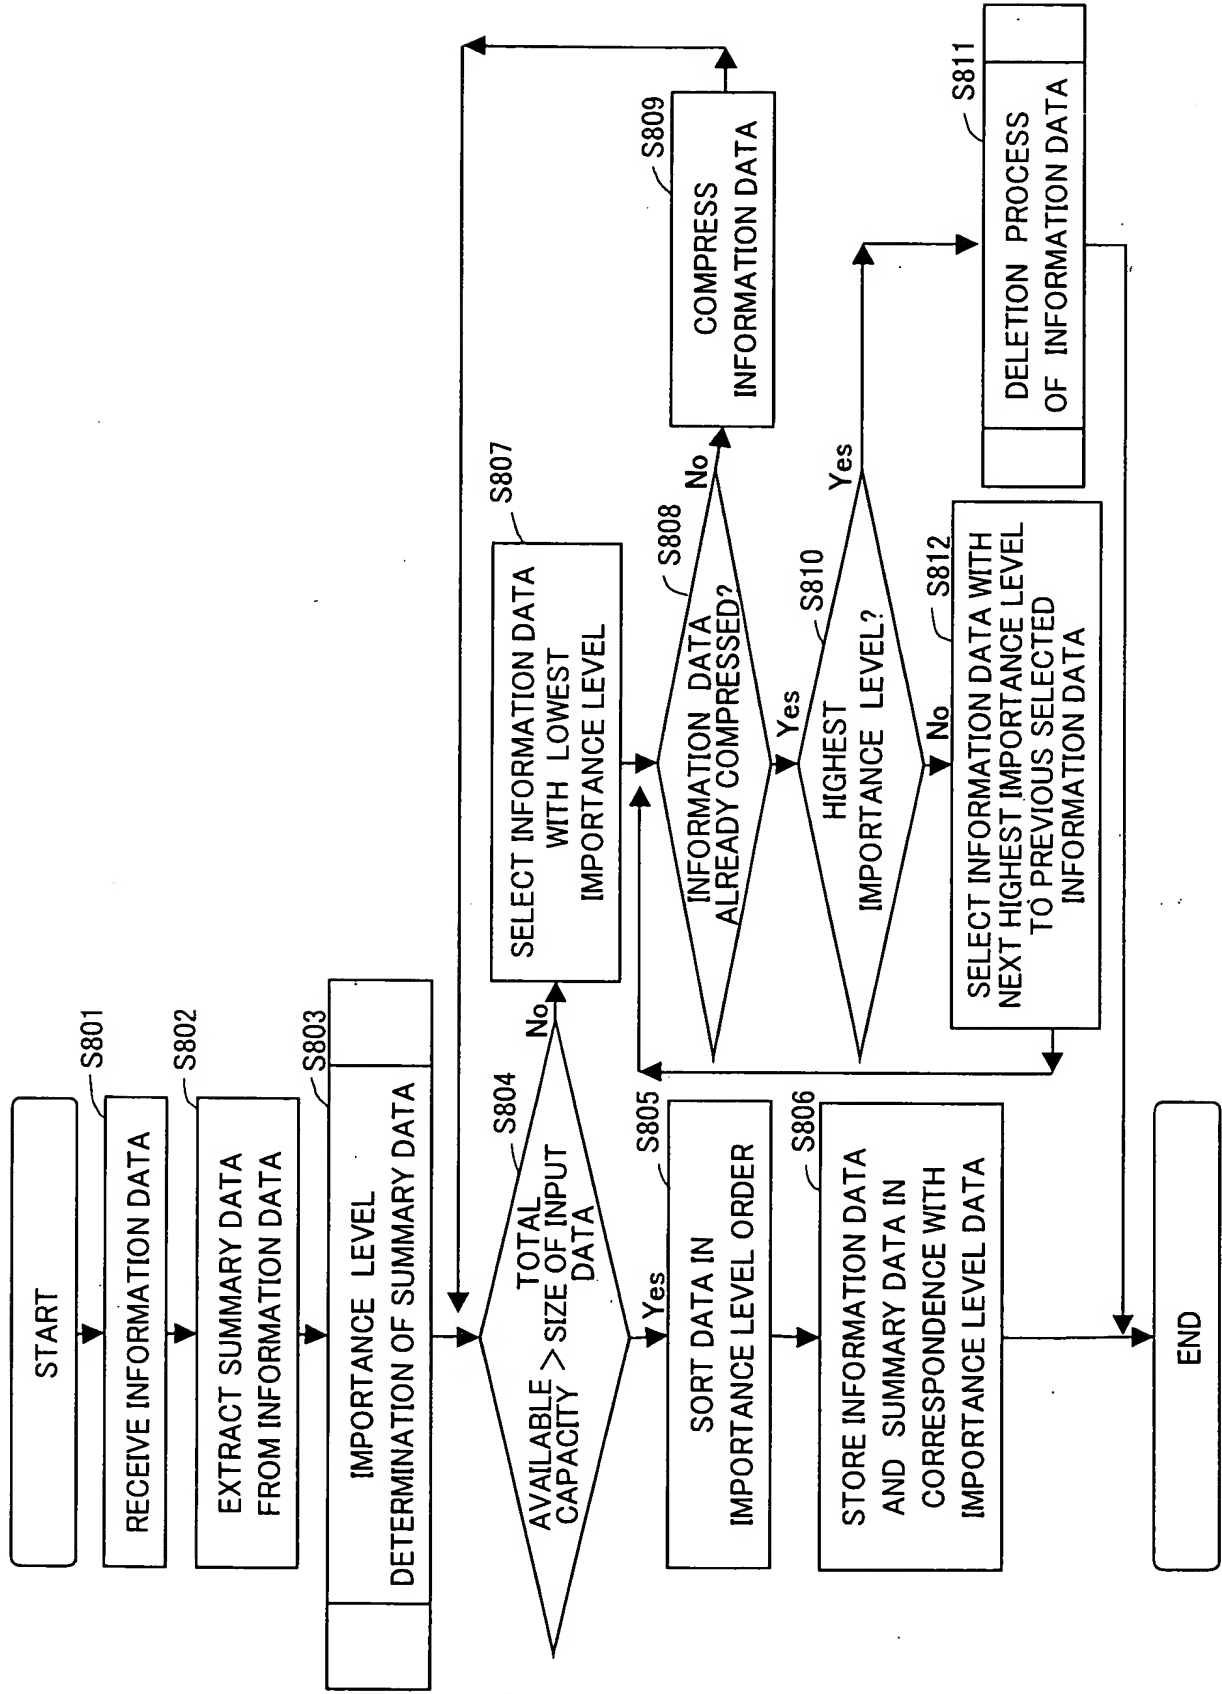 START
S801
RECEIVE INFORMATION DATA
S802
EXTRACT SUMMARY DATA
FROM INFORMATION DATA
S803
IMPORTANCE LEVEL
DETERMINATION OF SUMMARY DATA
S804
TOTAL
AVAILABLE > SIZE OF INPUT
CAPACITY DATA
No
Yes
S805
SORT DATA IN
IMPORTANCE LEVEL ORDER
S806
STORE INFORMATION DATA
AND SUMMARY DATA IN
CORRESPONDENCE WITH
IMPORTANCE LEVEL DATA
END
S807
SELECT INFORMATION DATA
WITH LOWEST
IMPORTANCE LEVEL
S808
INFORMATION DATA
ALREADY COMPRESSED?
No
Yes
S809
COMPRESS
INFORMATION DATA
S810
HIGHEST
IMPORTANCE LEVEL?
Yes
No
S811
DELETION PROCESS
OF INFORMATION DATA
S812
SELECT INFORMATION DATA WITH
NEXT HIGHEST IMPORTANCE LEVEL
TO PREVIOUS SELECTED
INFORMATION DATA